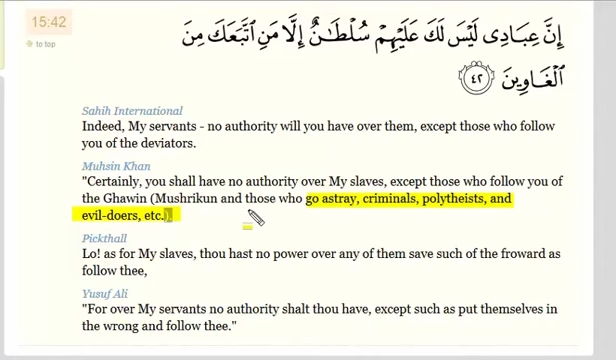 15:42
to top
إِنَّ عِبَادِى لَيْسَ لَكَ عَلَيْهِمْ سُلْطَٰنٌ إِلَّا مَنِ ٱتَّبَعَكَ مِنَ
ٱلْغَاوِينَ ٤٢
Sahih International
Indeed, My servants - no authority will you have over them, except those who follow
you of the deviators.
Muhsin Khan
"Certainly, you shall have no authority over My slaves, except those who follow you of
the Ghawin (Mushrikun and those who go astray, criminals, polytheists, and
evil-doers, etc.).
Pickthall
Lo! as for My slaves, thou hast no power over any of them save such of the froward as
follow thee,
Yusuf Ali
"For over My servants no authority shalt thou have, except such as put themselves in
the wrong and follow thee."